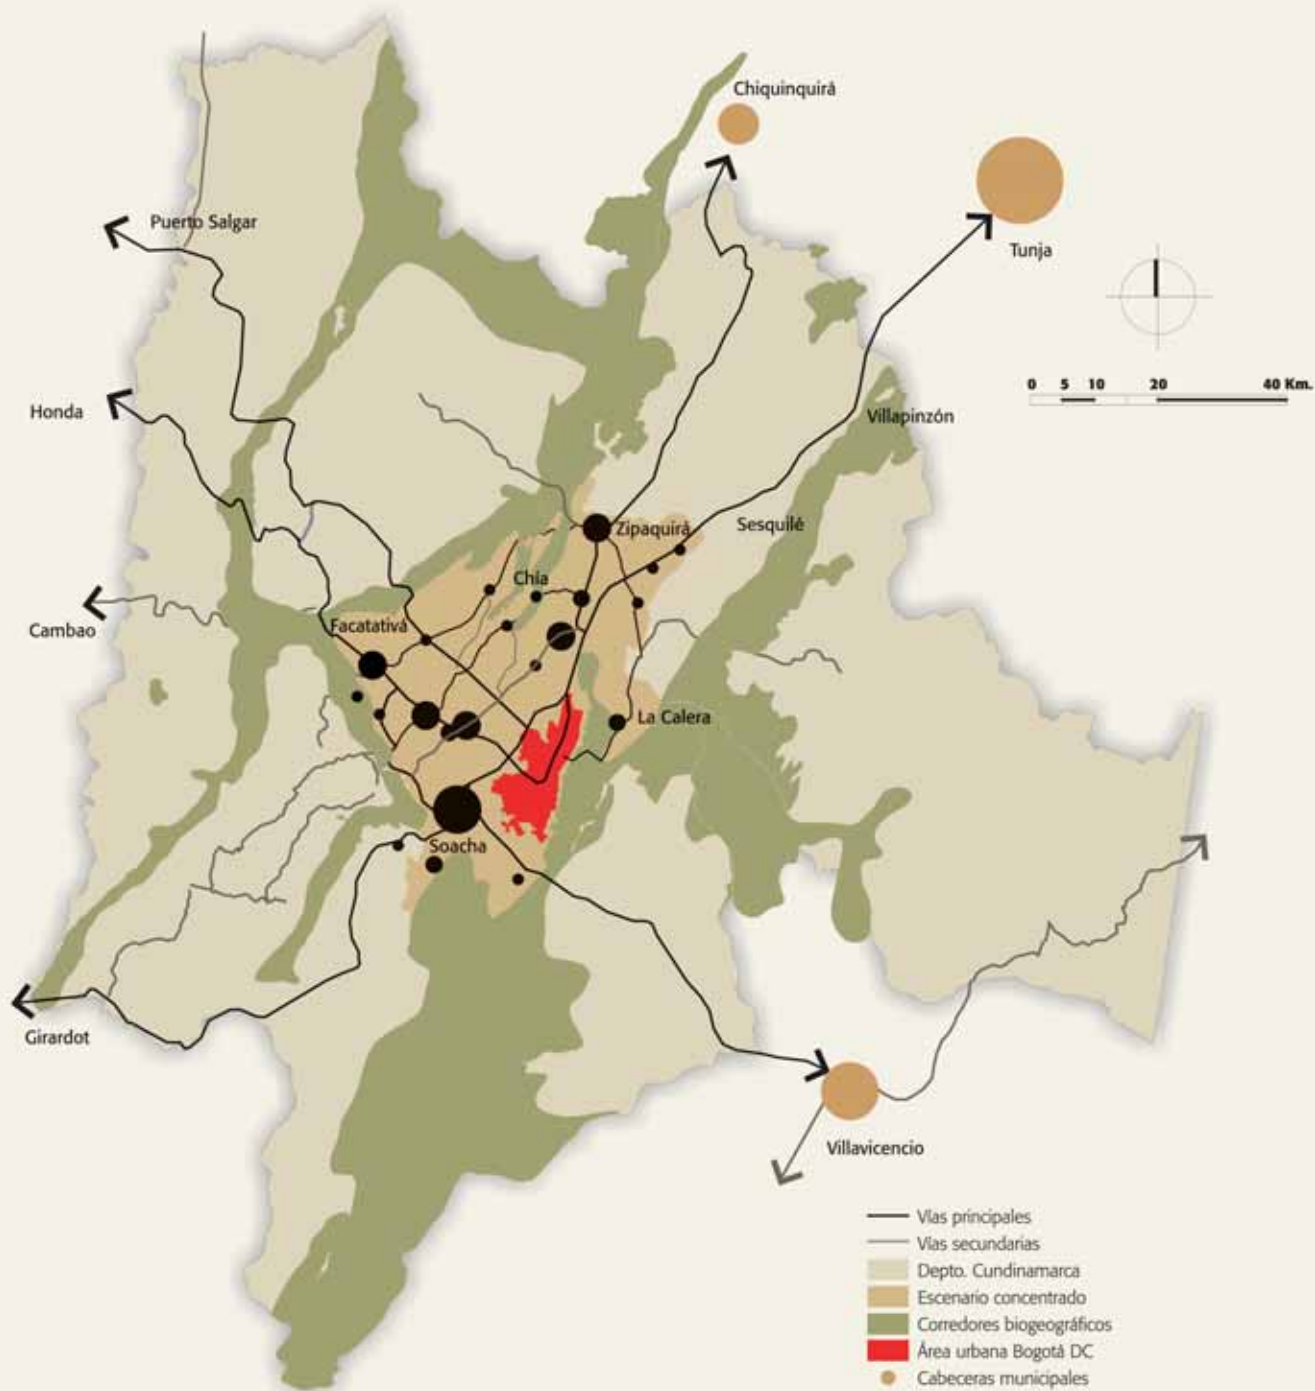 Chiquinquirá
Puerto Salgar
Tunja
0 5 10 20 40 Km.
Honda
Villapinzón
Zipaquirá
Sesquilé
Chía
Facatativá
Cambao
La Calera
Soacha
Girardot
Villavicencio
Vías principales
Vías secundarias
Depto. Cundinamarca
Escenario concentrado
Corredores biogeográficos
Área urbana Bogotá DC
Cabeceras municipales